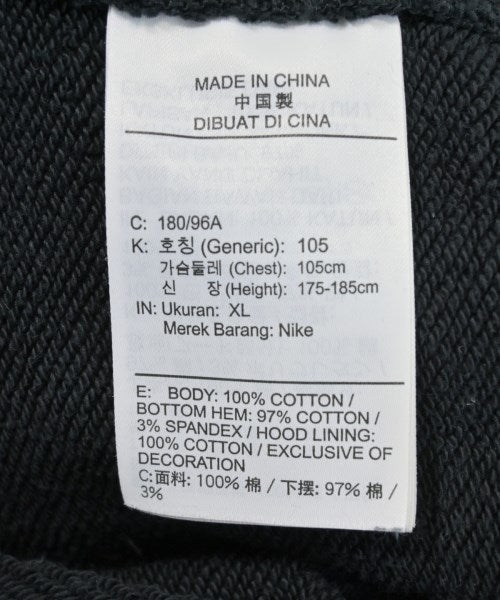 MADE IN CHINA
中国製
DIBUAT DI CINA
C: 180/96A
K: 호칭 (Generic): 105
가슴둘레 (Chest): 105cm
신 장 (Height): 175-185cm
IN: Ukuran: XL
Merek Barang: Nike
E: BODY: 100% COTTON /
BOTTOM HEM: 97% COTTON /
3% SPANDEX / HOOD LINING:
100% COTTON / EXCLUSIVE OF
DECORATION
C:面料: 100% 棉 / 下摆: 97% 棉 /
3%